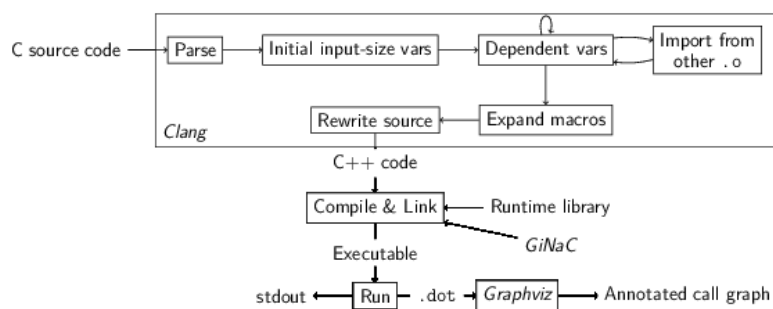 C source code
Parse
Initial input-size vars
Dependent vars
Import from
other .o
Clang
Rewrite source
Expand macros
C++ code
Compile & Link
Runtime library
GiNaC
Executable
stdout
Run
.dot
Graphviz
Annotated call graph